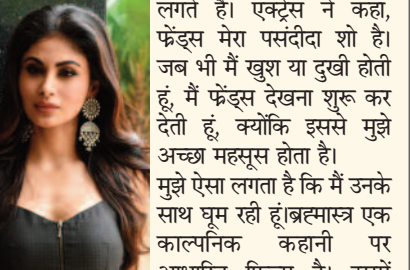 लगते हैं। एक्ट्रेस ने कहा,
फ्रेंड्स मेरा पसंदीदा शो है।
जब भी मैं खुश या दुखी होती
हूं, मैं फ्रेंड्स देखना शुरू कर
देती हूं, क्योंकि इससे मुझे
अच्छा महसूस होता है।
मुझे ऐसा लगता है कि मैं उनके
साथ घूम रही हूं।ब्रह्मास्त्र एक
काल्पनिक कहानी पर